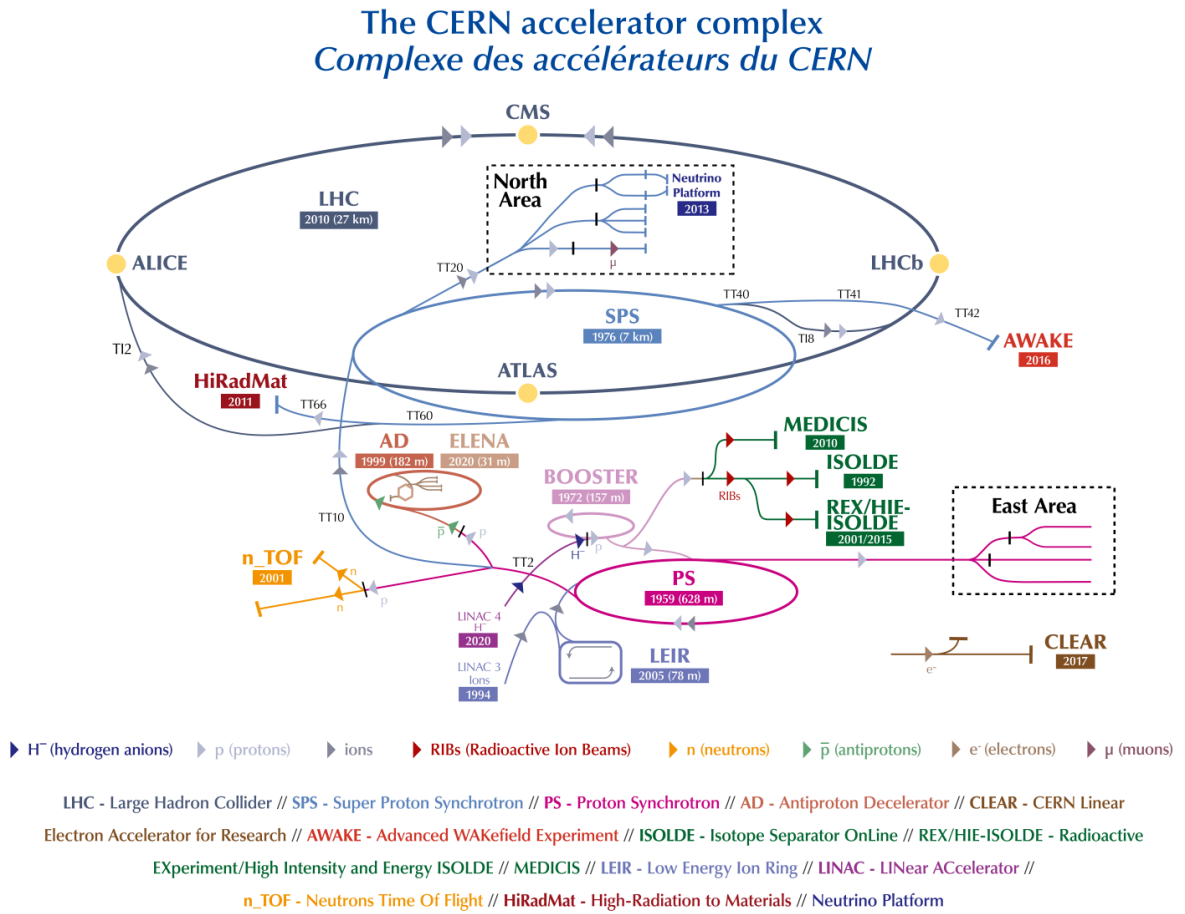 The CERN accelerator complex
Complexe des accélérateurs du CERN
CMS
North
Area
Neutrino
Platform
2013
LHC
2010 (27 km)
ALICE
LHCb
TT20
μ
TT40
TT41
TT42
SPS
1976 (7 km)
TI8
AWAKE
2016
TI2
ATLAS
HiRadMat
2011
TT66
TT60
MEDICIS
2010
AD
1999 (182 m)
ELENA
2020 (31 m)
BOOSTER
1972 (157 m)
ISOLDE
1992
RIBs
REX/HIE-
ISOLDE
2001/2015
East Area
TT10
p̅
p
H⁻
p
n_TOF
2001
n
n
p
TT2
PS
1959 (628 m)
LINAC 4
H⁻
2020
LINAC 3
Ions
1994
LEIR
2005 (78 m)
CLEAR
2017
e⁻
H⁻ (hydrogen anions)
p (protons)
ions
RIBs (Radioactive Ion Beams)
n (neutrons)
p̅ (antiprotons)
e⁻ (electrons)
μ (muons)
LHC - Large Hadron Collider // SPS - Super Proton Synchrotron // PS - Proton Synchrotron // AD - Antiproton Decelerator // CLEAR - CERN Linear
Electron Accelerator for Research // AWAKE - Advanced WAKefield Experiment // ISOLDE - Isotope Separator OnLine // REX/HIE-ISOLDE - Radioactive
EXperiment/High Intensity and Energy ISOLDE // MEDICIS // LEIR - Low Energy Ion Ring // LINAC - LINear ACcelerator //
n_TOF - Neutrons Time Of Flight // HiRadMat - High-Radiation to Materials // Neutrino Platform